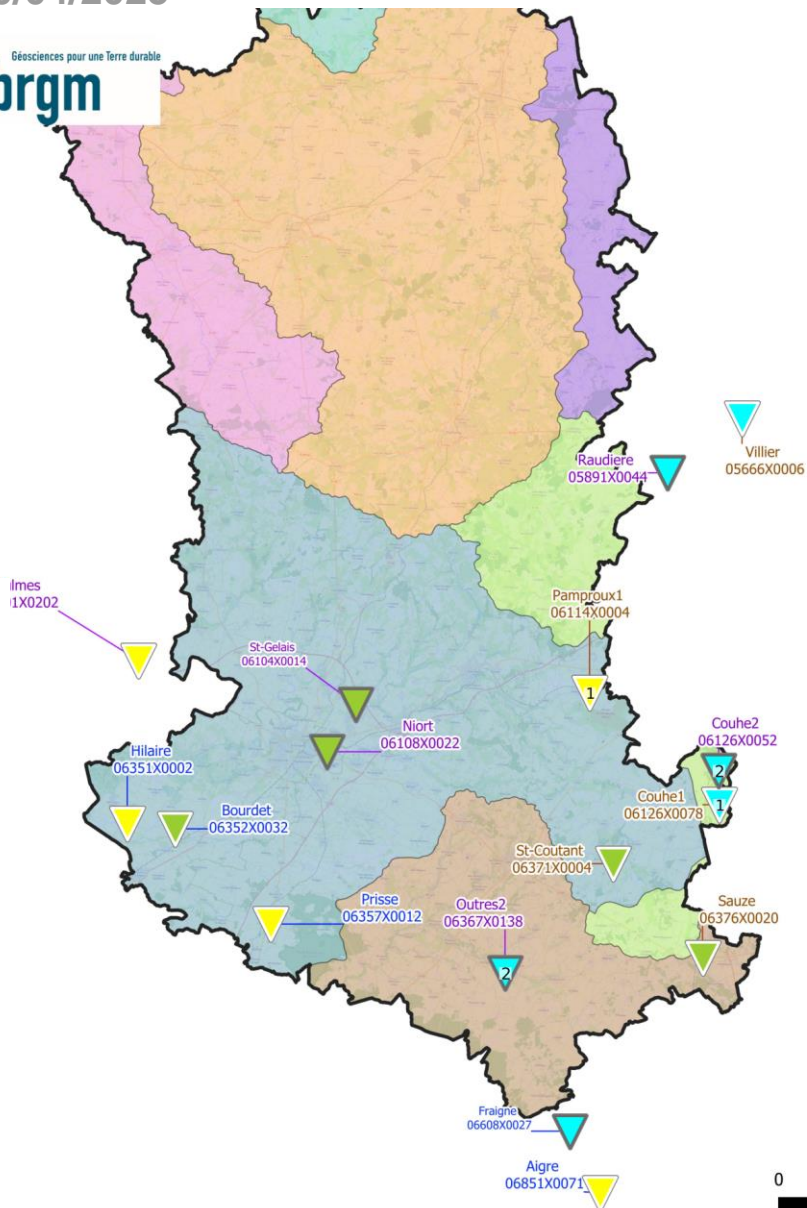 /04/2023
Géosciences pour une Terre durable
brgm
Villier
05666X0006
Raudiere
05891X0044
Pamproux1
06114X0004
St-Gelais
06104X0014
Niort
06108X0022
Couhe2
06126X0052
2
1
Hilaire
06351X0002
Bourdet
06352X0032
Couhe1
06126X0078
1
St-Coutant
06371X0004
Prisse
06357X0012
Outres2
06367X0138
2
Sauze
06376X0020
Fraigne
06608X0027
Aigre
06851X0071
0